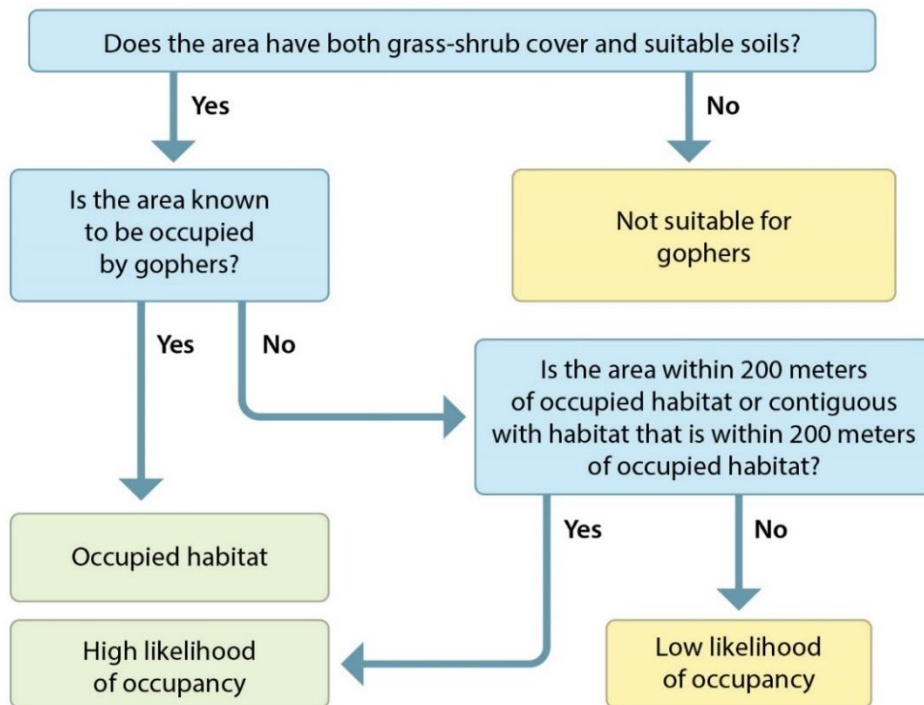 Does the area have both grass-shrub cover and suitable soils?
Yes
No
Is the area known
to be occupied
by gophers?
Not suitable for
gophers
Yes
No
Is the area within 200 meters
of occupied habitat or contiguous
with habitat that is within 200 meters
of occupied habitat?
Yes
No
Occupied habitat
High likelihood
of occupancy
Low likelihood
of occupancy